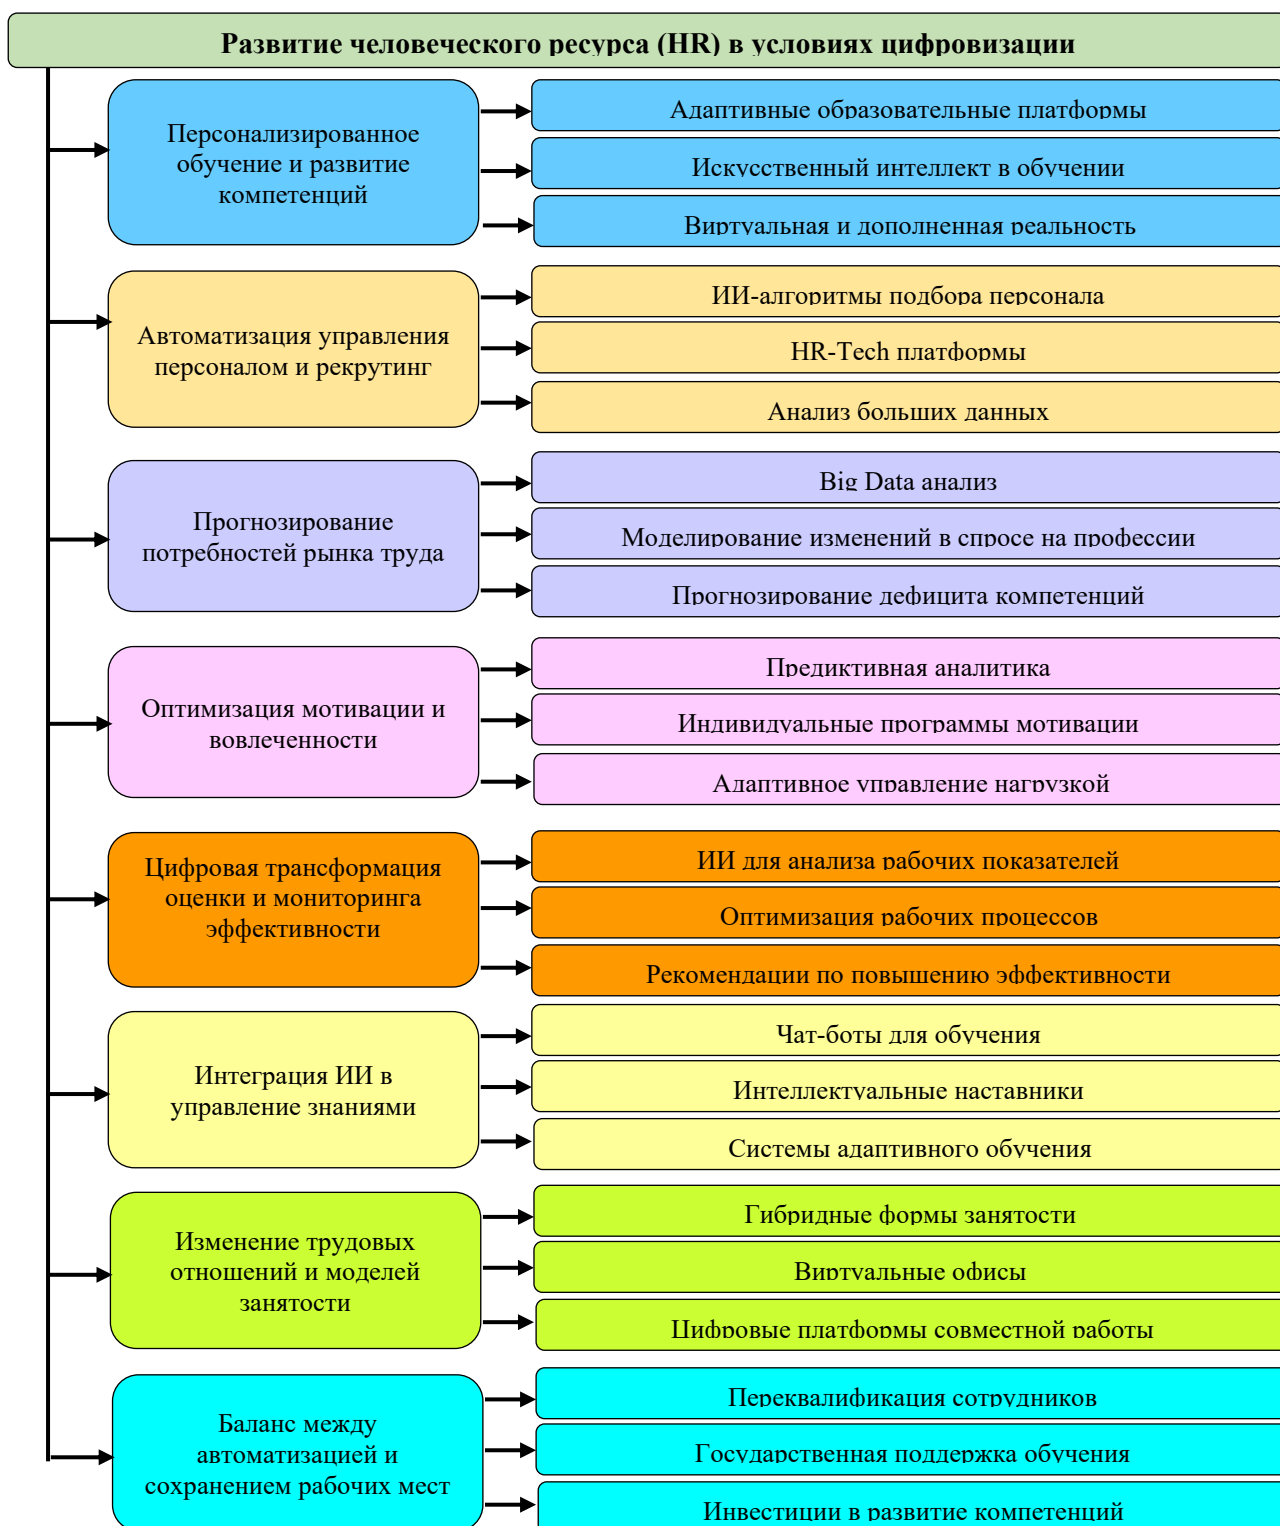 Развитие человеческого ресурса (HR) в условиях цифровизации
Персонализированное
обучение и развитие
компетенций
Адаптивные образовательные платформы
Искусственный интеллект в обучении
Виртуальная и дополненная реальность
Автоматизация управления
персоналом и рекрутинг
ИИ-алгоритмы подбора персонала
HR-Tech платформы
Анализ больших данных
Прогнозирование
потребностей рынка труда
Big Data анализ
Моделирование изменений в спросе на профессии
Прогнозирование дефицита компетенций
Оптимизация мотивации и
вовлеченности
Предиктивная аналитика
Индивидуальные программы мотивации
Адаптивное управление нагрузкой
Цифровая трансформация
оценки и мониторинга
эффективности
ИИ для анализа рабочих показателей
Оптимизация рабочих процессов
Рекомендации по повышению эффективности
Интеграция ИИ в
управление знаниями
Чат-боты для обучения
Интеллектуальные наставники
Системы адаптивного обучения
Изменение трудовых
отношений и моделей
занятости
Гибридные формы занятости
Виртуальные офисы
Цифровые платформы совместной работы
Баланс между
автоматизацией и
сохранением рабочих мест
Переквалификация сотрудников
Государственная поддержка обучения
Инвестиции в развитие компетенций